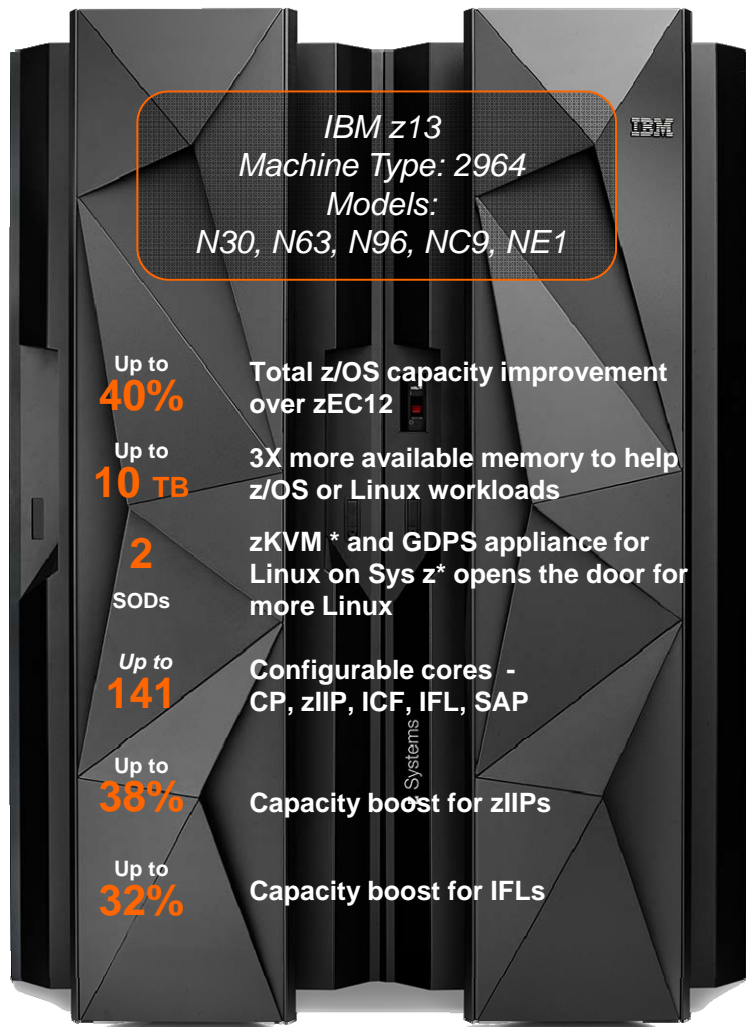 IBM z13
Machine Type: 2964
Models:
N30, N63, N96, NC9, NE1
IBM
Up to
40%
Total z/OS capacity improvement
over zEC12
Up to
10 TB
3X more available memory to help
z/OS or Linux workloads
2
SODs
zKVM * and GDPS appliance for
Linux on Sys z* opens the door for
more Linux
Up to
141
Configurable cores -
CP, zIIP, ICF, IFL, SAP
Systems
Up to
38%
Capacity boost for zIIPs
Up to
32%
Capacity boost for IFLs